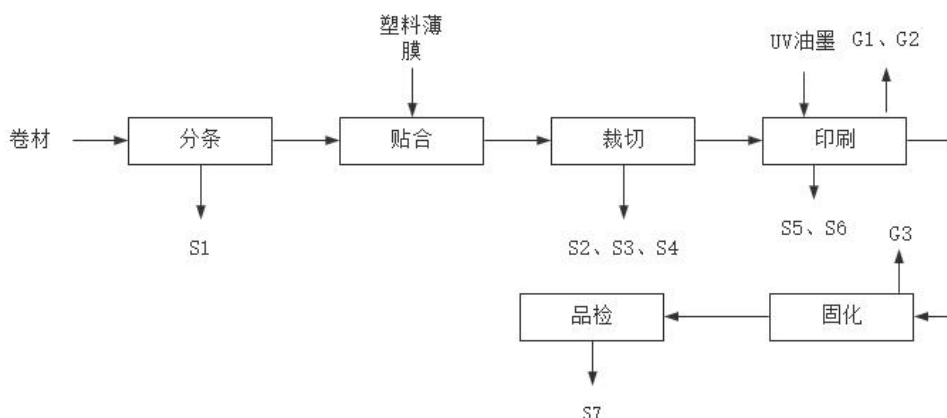 塑料薄
膜
UV油墨 G1、G2
卷材
分条
贴合
裁切
印刷
S1
S2、S3、S4
S5、S6
G3
品检
固化
S7